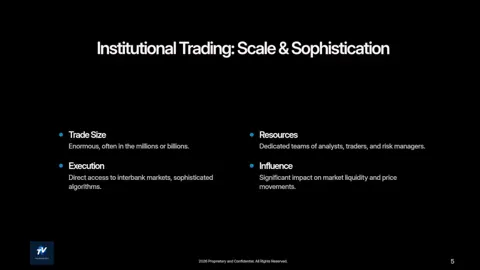 Institutional Trading: Scale & Sophistication
Trade Size
Enormous, often in the millions or billions.
Execution
Direct access to interbank markets, sophisticated
algorithms.
Resources
Dedicated teams of analysts, traders, and risk managers.
Influence
Significant impact on market liquidity and price
movements.
TV
2026 Proprietary and Confidential. All Rights Reserved.
5